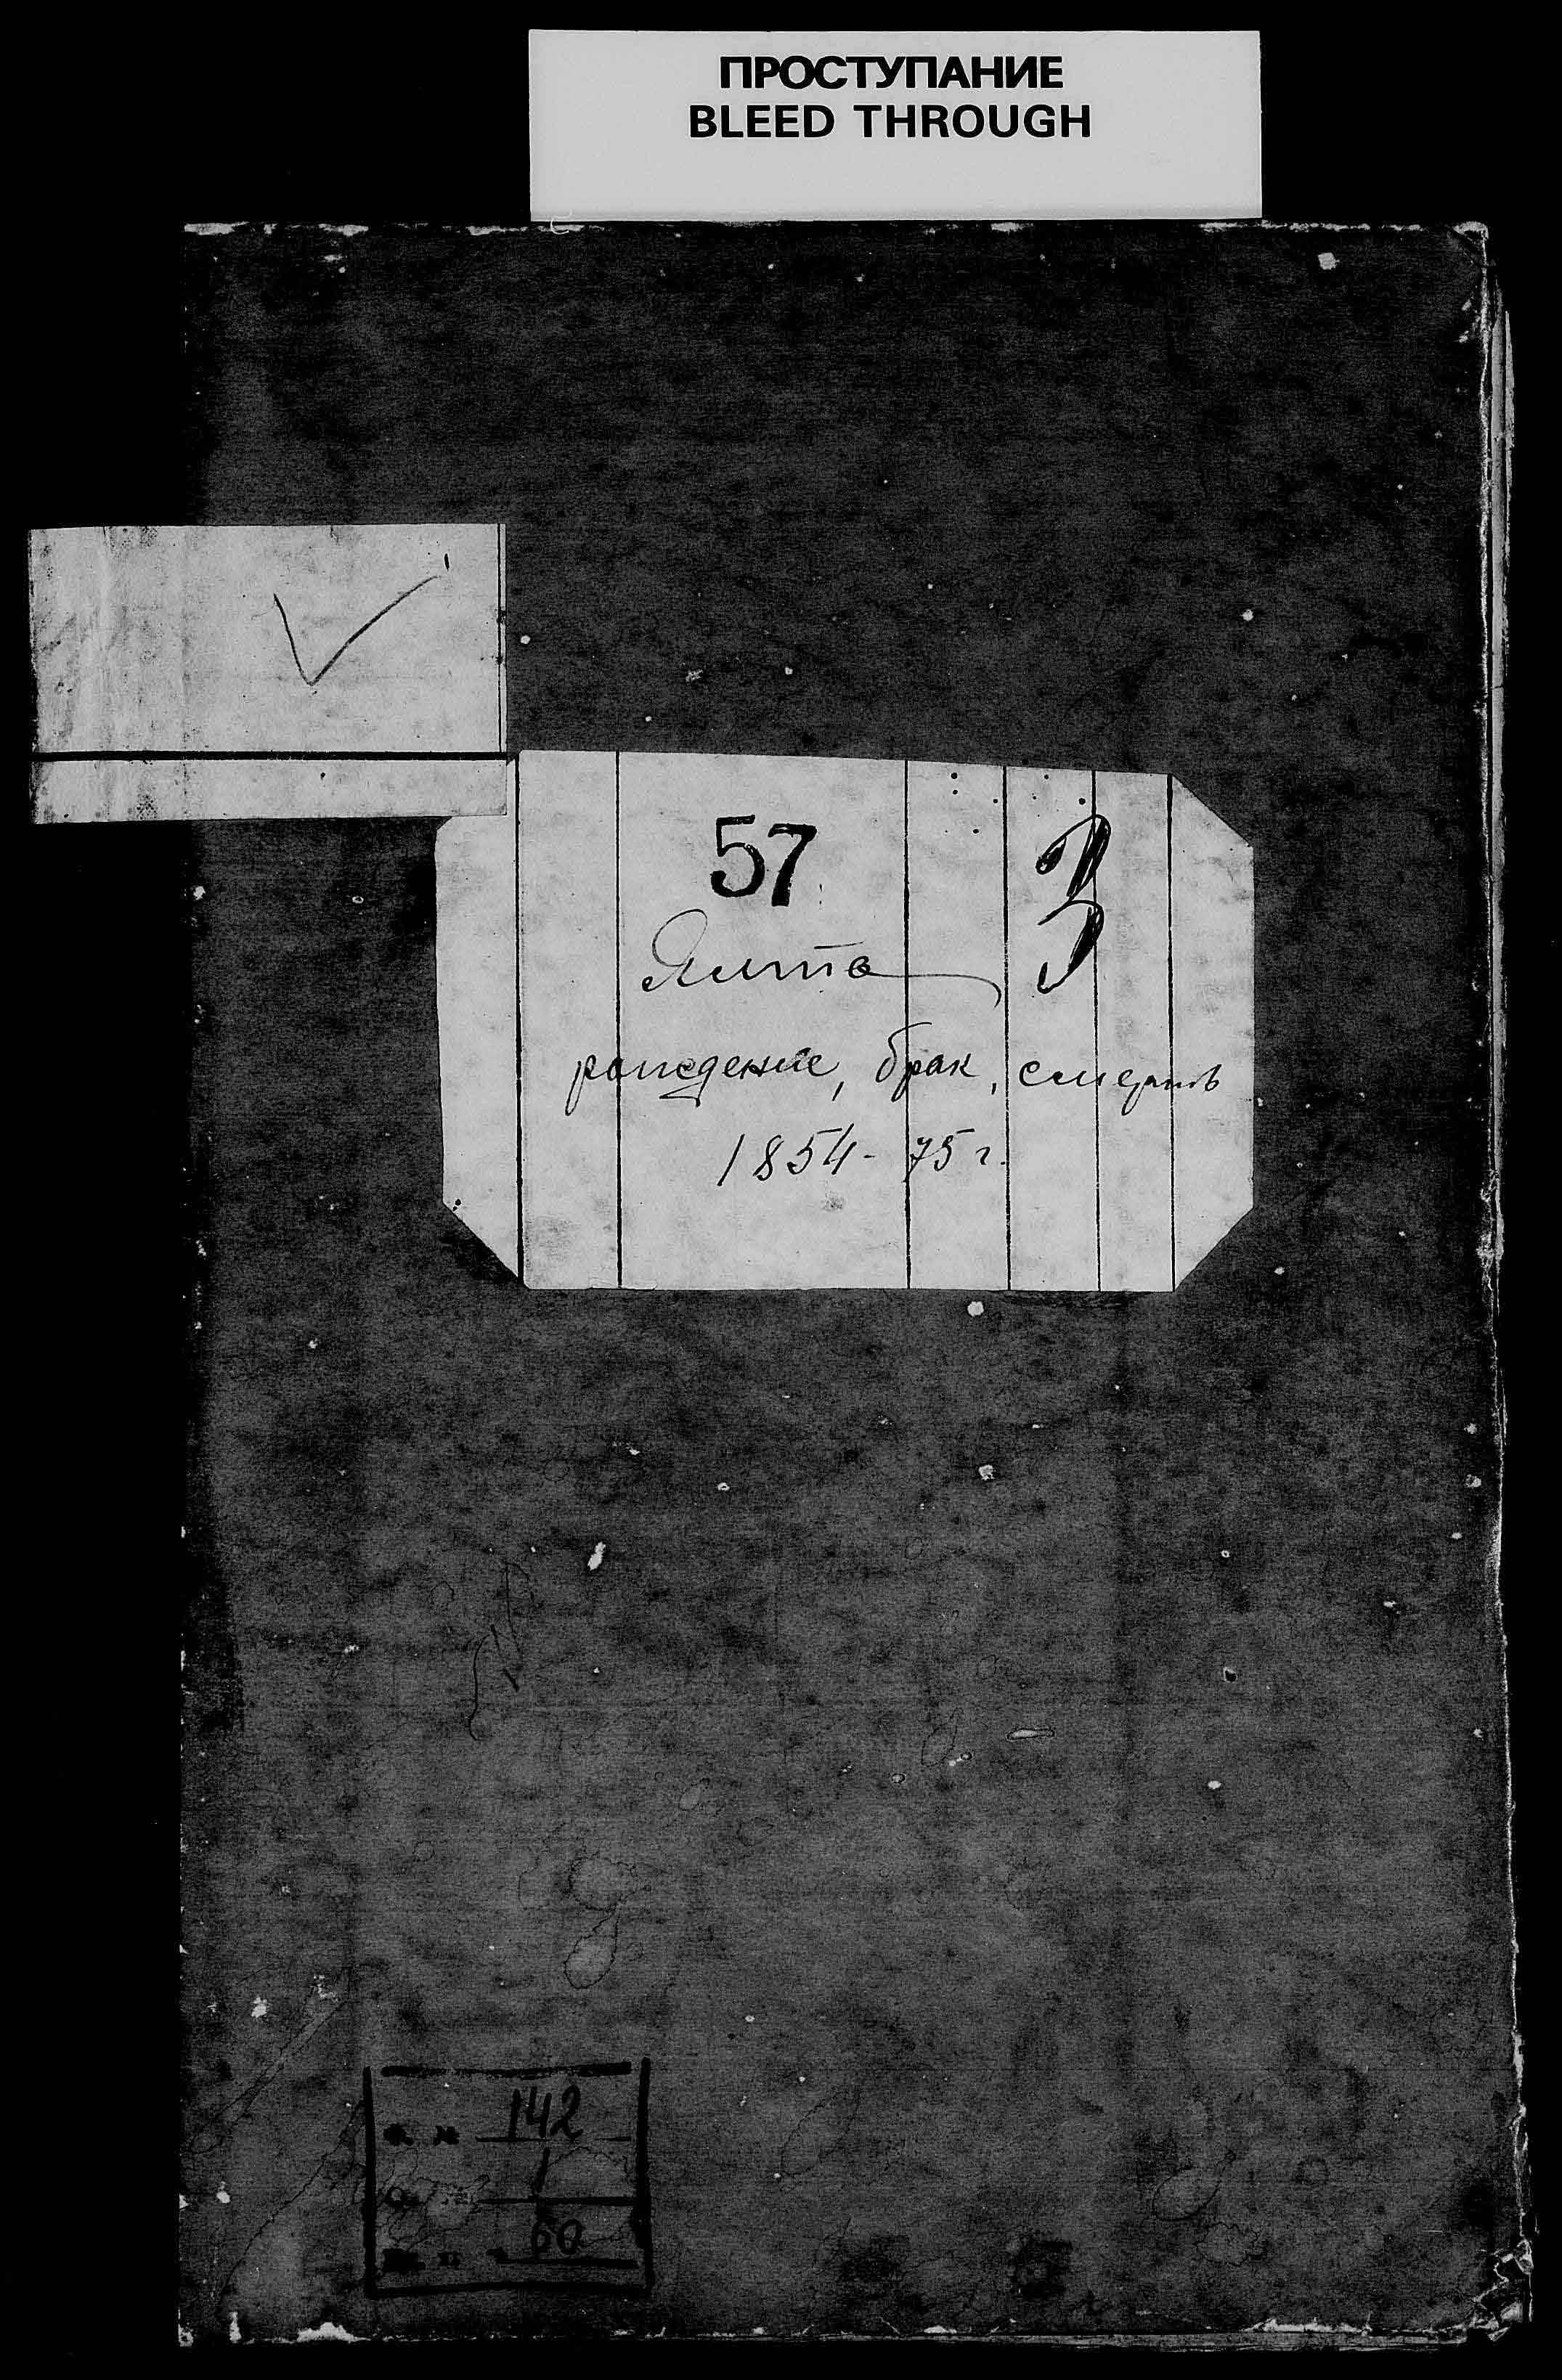 ПРОСТУПАНИЕ
BLEED THROUGH
57 3
Ялта
рождение, брак, смерть
1854-75 г.
142
1
60